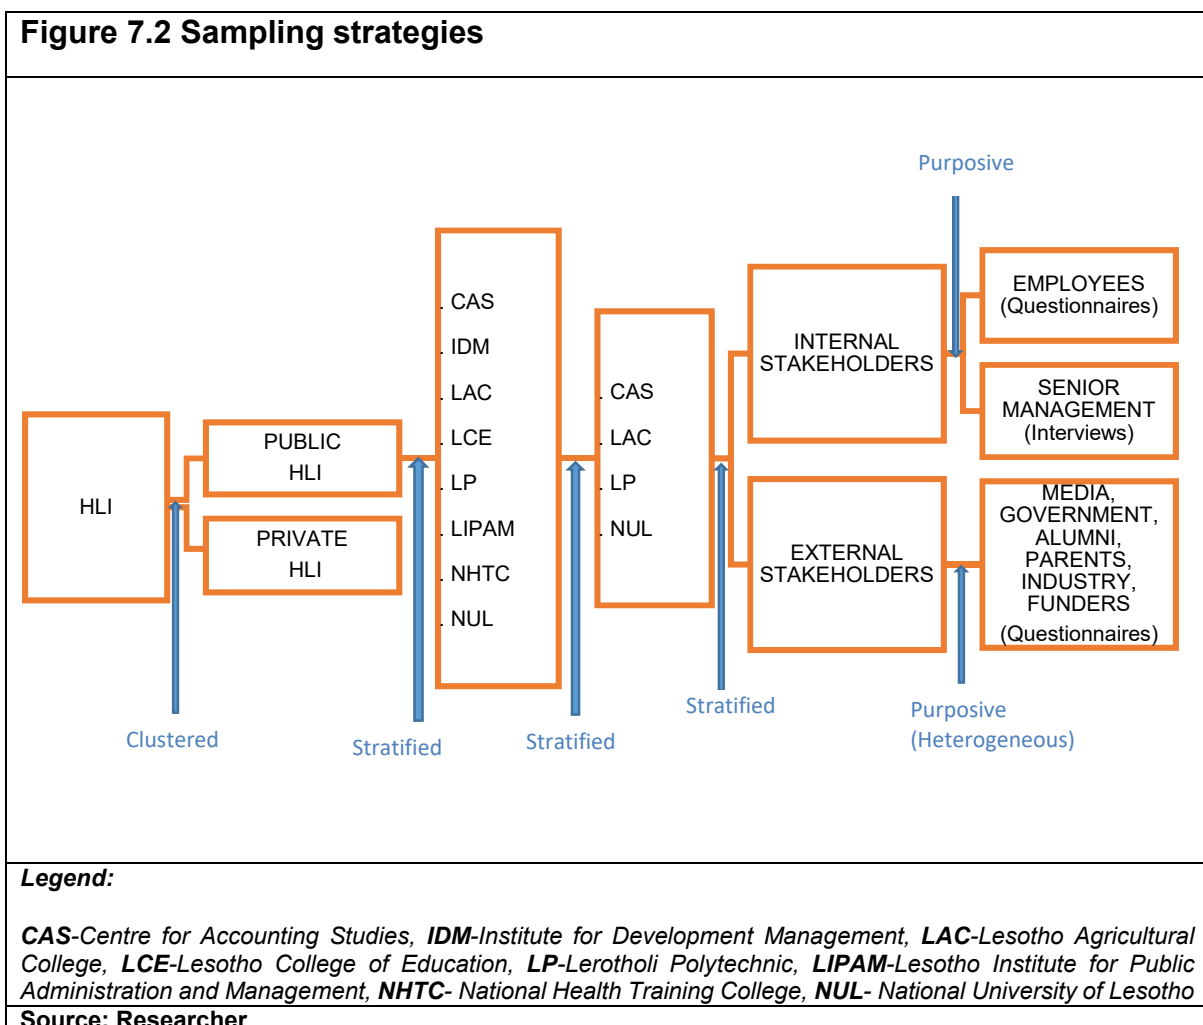 Figure 7.2 Sampling strategies
HLI
PUBLIC
HLI
PRIVATE
HLI
. CAS
. IDM
. LAC
. LCE
. LP
. LIPAM
. NHTC
. NUL
. CAS
. LAC
. LP
. NUL
INTERNAL
STAKEHOLDERS
EXTERNAL
STAKEHOLDERS
Purposive
EMPLOYEES
(Questionnaires)
SENIOR
MANAGEMENT
(Interviews)
MEDIA,
GOVERNMENT,
ALUMNI,
PARENTS,
INDUSTRY,
FUNDERS
(Questionnaires)
Clustered
Stratified
Stratified
Stratified
Purposive
(Heterogeneous)
Legend:
CAS-Centre for Accounting Studies, IDM-Institute for Development Management, LAC-Lesotho Agricultural
College, LCE-Lesotho College of Education, LP-Lerotholi Polytechnic, LIPAM-Lesotho Institute for Public
Administration and Management, NHTC- National Health Training College, NUL- National University of Lesotho
Source: Researcher